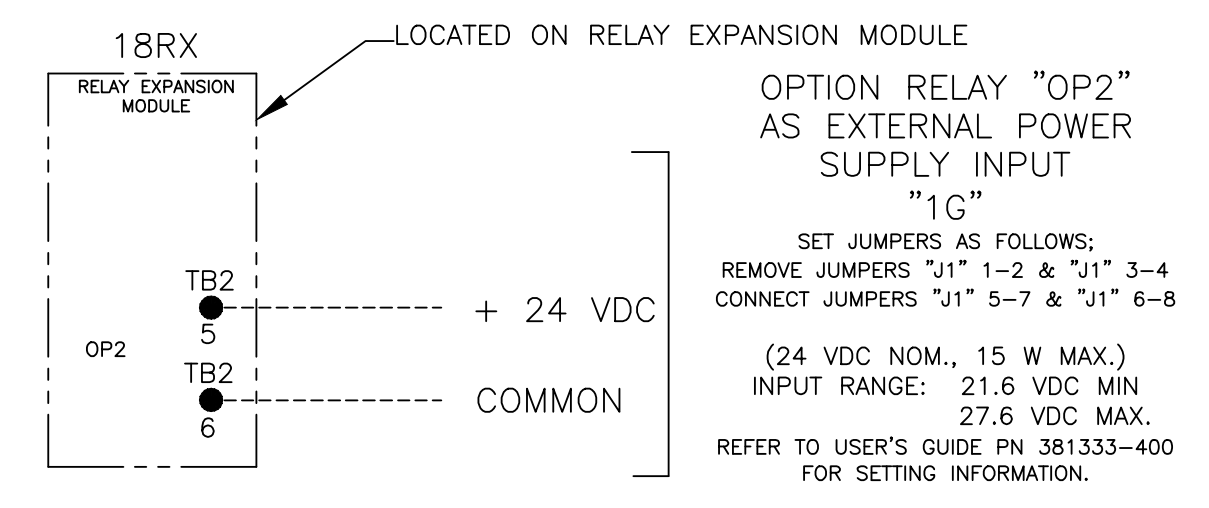 18RX
LOCATED ON RELAY EXPANSION MODULE
RELAY EXPANSION
MODULE
TB2
5
OP2
TB2
6
+ 24 VDC
COMMON
OPTION RELAY "OP2"
AS EXTERNAL POWER
SUPPLY INPUT
"1G"
SET JUMPERS AS FOLLOWS;
REMOVE JUMPERS "J1" 1-2 & "J1" 3-4
CONNECT JUMPERS "J1" 5-7 & "J1" 6-8
(24 VDC NOM., 15 W MAX.)
INPUT RANGE: 21.6 VDC MIN
27.6 VDC MAX.
REFER TO USER'S GUIDE PN 381333-400
FOR SETTING INFORMATION.